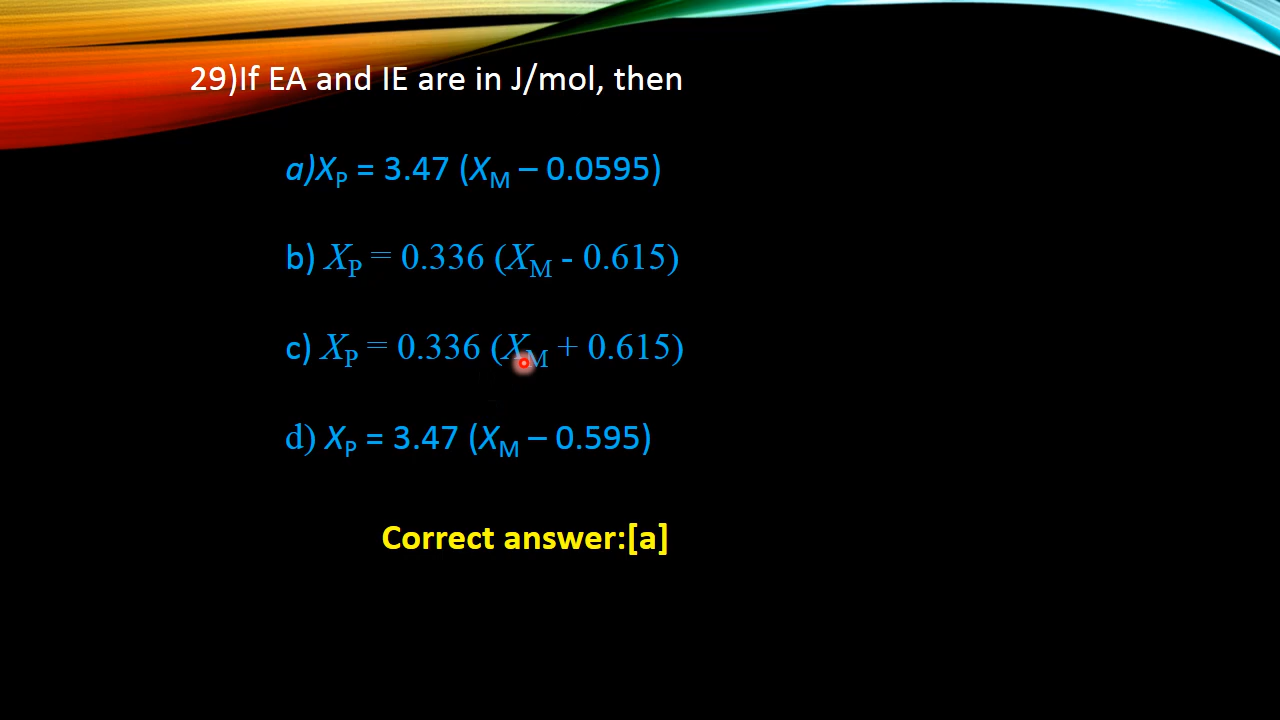 29)If EA and IE are in J/mol, then
a)XP = 3.47 (XM – 0.0595)
b) XP = 0.336 (XM - 0.615)
c) XP = 0.336 (XM + 0.615)
d) XP = 3.47 (XM – 0.595)
Correct answer:[a]